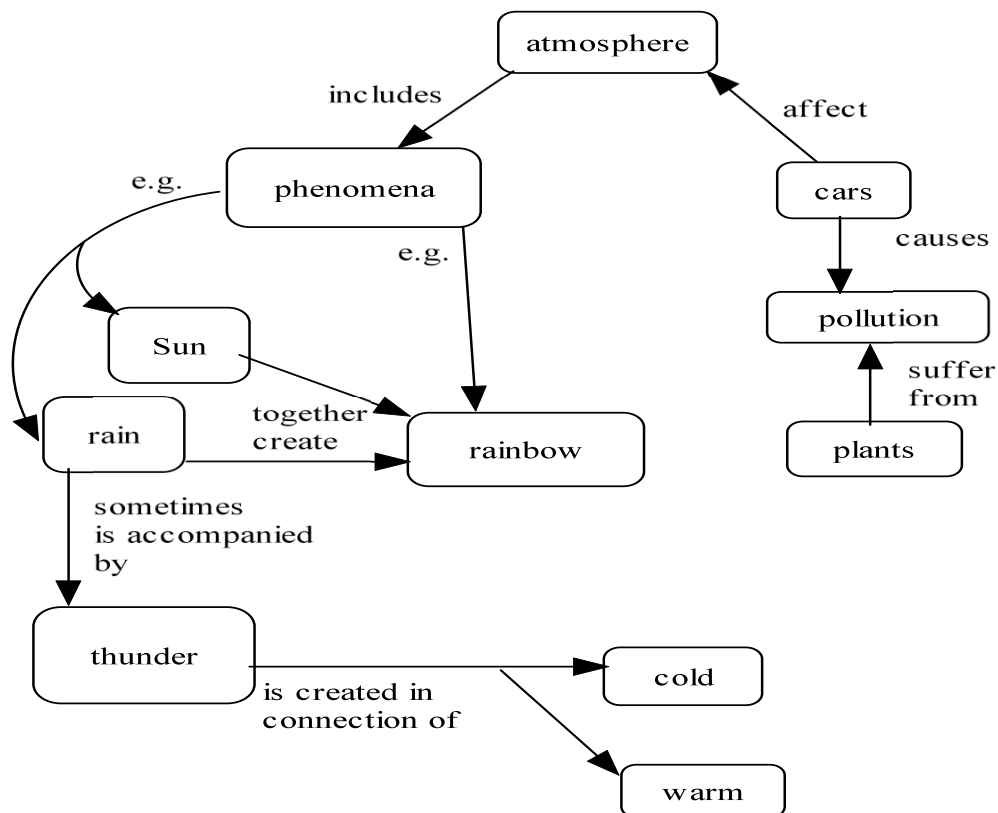 atmosphere
includes
affect
e.g.
phenomena
cars
causes
e.g.
pollution
Sun
suffer
from
together
create
rain
rainbow
plants
sometimes
is accompanied
by
thunder
cold
is created in
connection of
warm